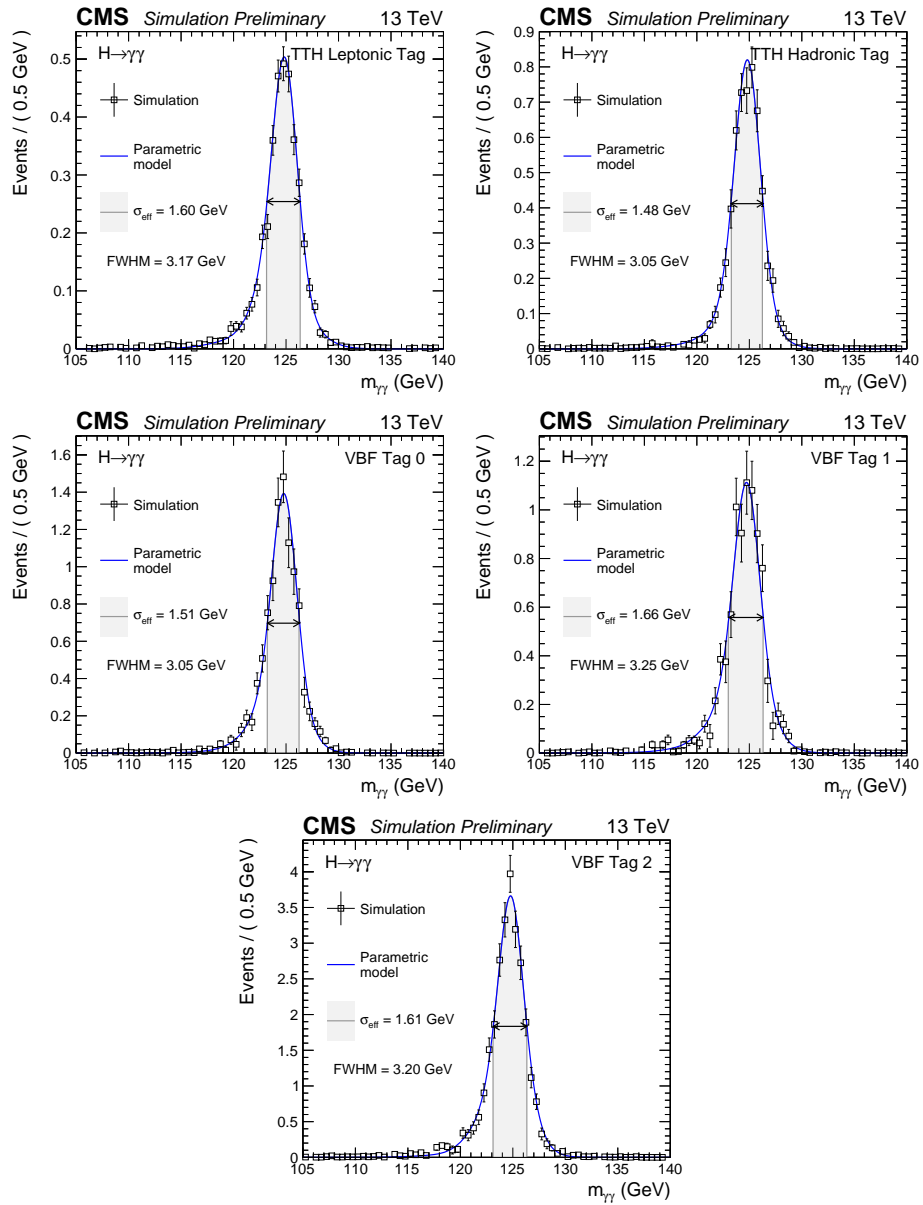 CMS Simulation Preliminary 13 TeV
H→γγ TTH Leptonic Tag
Simulation
Parametric
model
σeff = 1.60 GeV
FWHM = 3.17 GeV
Events / ( 0.5 GeV )
0.5
0.4
0.3
0.2
0.1
0
105 110 115 120 125 130 135 140
mγγ (GeV)
CMS Simulation Preliminary 13 TeV
H→γγ TTH Hadronic Tag
Simulation
Parametric
model
σeff = 1.48 GeV
FWHM = 3.05 GeV
Events / ( 0.5 GeV )
0.9
0.8
0.7
0.6
0.5
0.4
0.3
0.2
0.1
0
105 110 115 120 125 130 135 140
mγγ (GeV)
CMS Simulation Preliminary 13 TeV
H→γγ VBF Tag 0
Simulation
Parametric
model
σeff = 1.51 GeV
FWHM = 3.05 GeV
Events / ( 0.5 GeV )
1.6
1.4
1.2
1
0.8
0.6
0.4
0.2
0
105 110 115 120 125 130 135 140
mγγ (GeV)
CMS Simulation Preliminary 13 TeV
H→γγ VBF Tag 1
Simulation
Parametric
model
σeff = 1.66 GeV
FWHM = 3.25 GeV
Events / ( 0.5 GeV )
1.2
1
0.8
0.6
0.4
0.2
0
105 110 115 120 125 130 135 140
mγγ (GeV)
CMS Simulation Preliminary 13 TeV
H→γγ VBF Tag 2
Simulation
Parametric
model
σeff = 1.61 GeV
FWHM = 3.20 GeV
Events / ( 0.5 GeV )
4
3.5
3
2.5
2
1.5
1
0.5
0
105 110 115 120 125 130 135 140
mγγ (GeV)